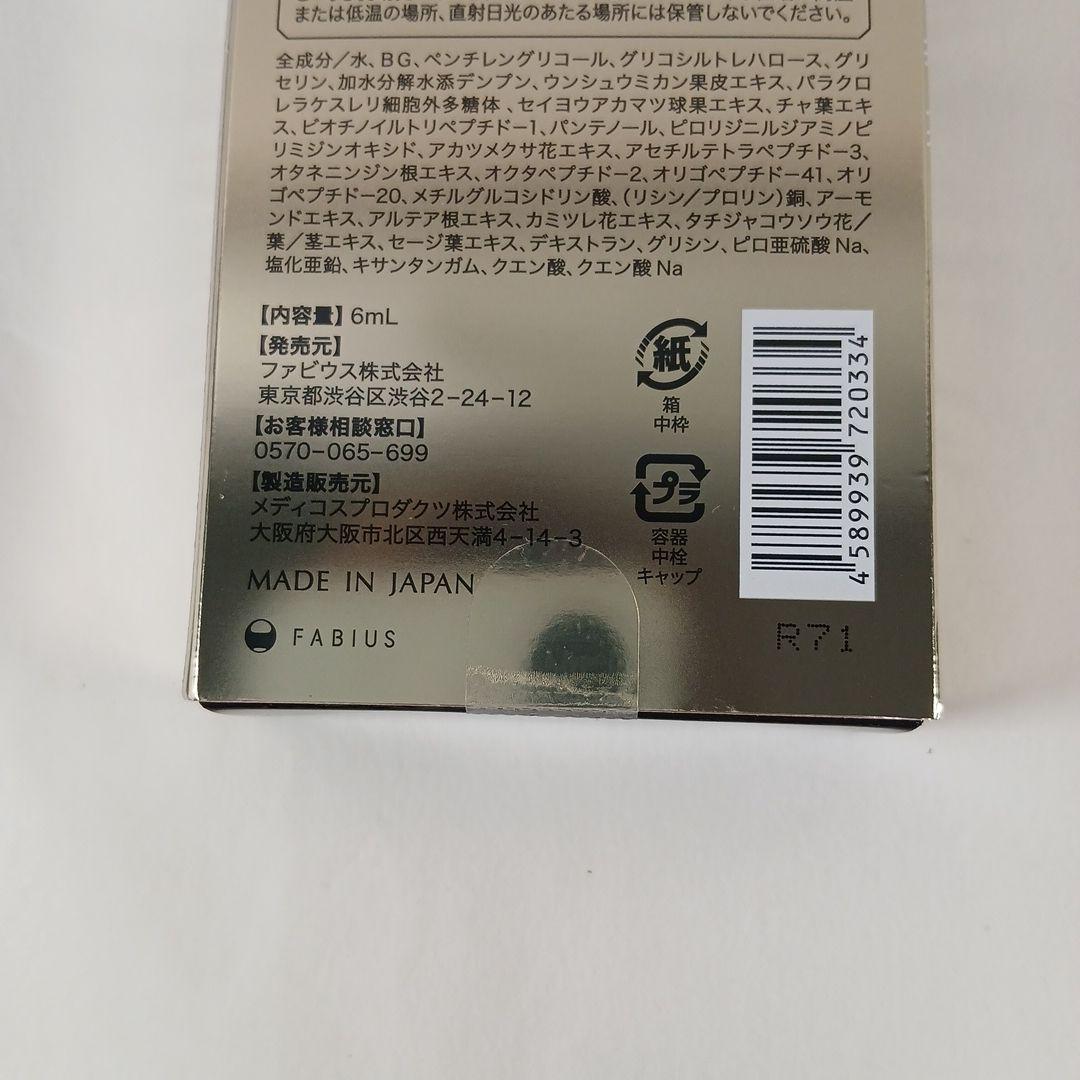 または低温の場所、直射日光のあたる場所には保管しないでください。
全成分／水、BG、ペンチレングリコール、グリコシルトレハロース、グリ
セリン、加水分解水添デンプン、ウンシュウミカン果皮エキス、パラクロ
レラケスレリ細胞外多糖体、セイヨウアカマツ球果エキス、チャ葉エキ
ス、ビオチノイルトリペプチド−1、パンテノール、ピロリジニルジアミノピ
リミジンオキシド、アカツメクサ花エキス、アセチルテトラペプチド−3、
オタネニンジン根エキス、オクタペプチド−2、オリゴペプチド−41、オリ
ゴペプチド−20、メチルグルコシドリン酸、(リシン／プロリン)銅、アーモ
ンドエキス、アルテア根エキス、カミツレ花エキス、タチジャコウソウ花／
葉／茎エキス、セージ葉エキス、デキストラン、グリシン、ピロ亜硫酸Na、
塩化亜鉛、キサンタンガム、クエン酸、クエン酸Na
【内容量】6mL
【発売元】
ファビウス株式会社
東京都渋谷区渋谷2−24−12
【お客様相談窓口】
0570−065−699
【製造販売元】
メディコスプロダクツ株式会社
大阪府大阪市北区西天満4−14−3
MADE IN JAPAN
FABIUS
紙
箱
中枠
プラ
容器
中栓
キャップ
4589939720334
R71